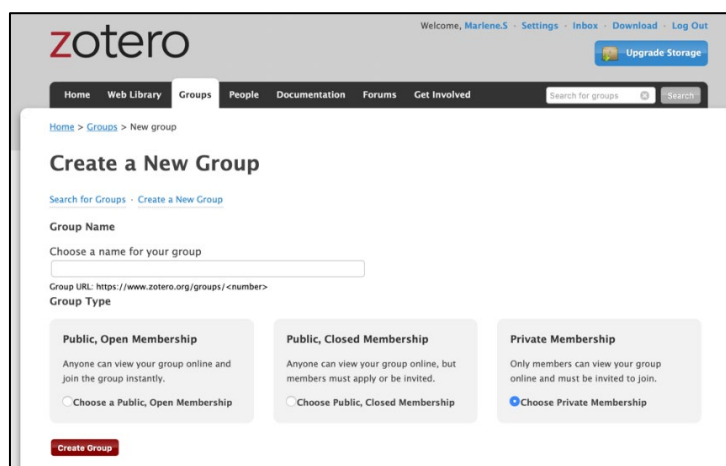 zotero
Welcome, Marlene.S · Settings · Inbox · Download · Log Out
Upgrade Storage
Home Web Library Groups People Documentation Forums Get Involved
Search for groups Search
Home > Groups > New group
Create a New Group
Search for Groups · Create a New Group
Group Name
Choose a name for your group
Group URL: https://www.zotero.org/groups/<number>
Group Type
Public, Open Membership
Anyone can view your group online and
join the group instantly.
Choose a Public, Open Membership
Public, Closed Membership
Anyone can view your group online, but
members must apply or be invited.
Choose Public, Closed Membership
Private Membership
Only members can view your group
online and must be invited to join.
Choose Private Membership
Create Group